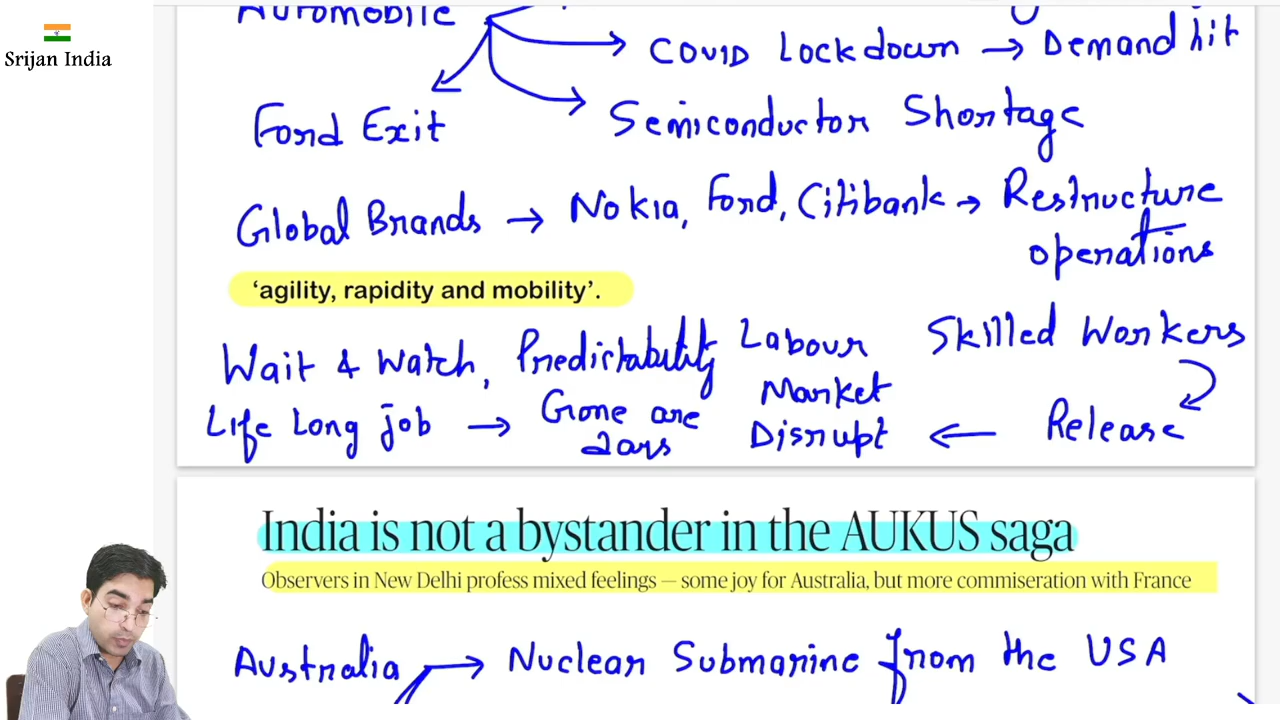 Srijan India
Automobile
Covid Lockdown → Demand hit
Ford Exit
Semiconductor Shortage
Global Brands → Nokia, Ford, Citibank → Restructure
operations
‘agility, rapidity and mobility’.
Wait & Watch, Predictability
Life Long job → Gone are
days
Labour
Market
Disrupt ← Release
Skilled Workers
India is not a bystander in the AUKUS saga
Observers in New Delhi profess mixed feelings — some joy for Australia, but more commiseration with France
Australia → Nuclear Submarine from the USA